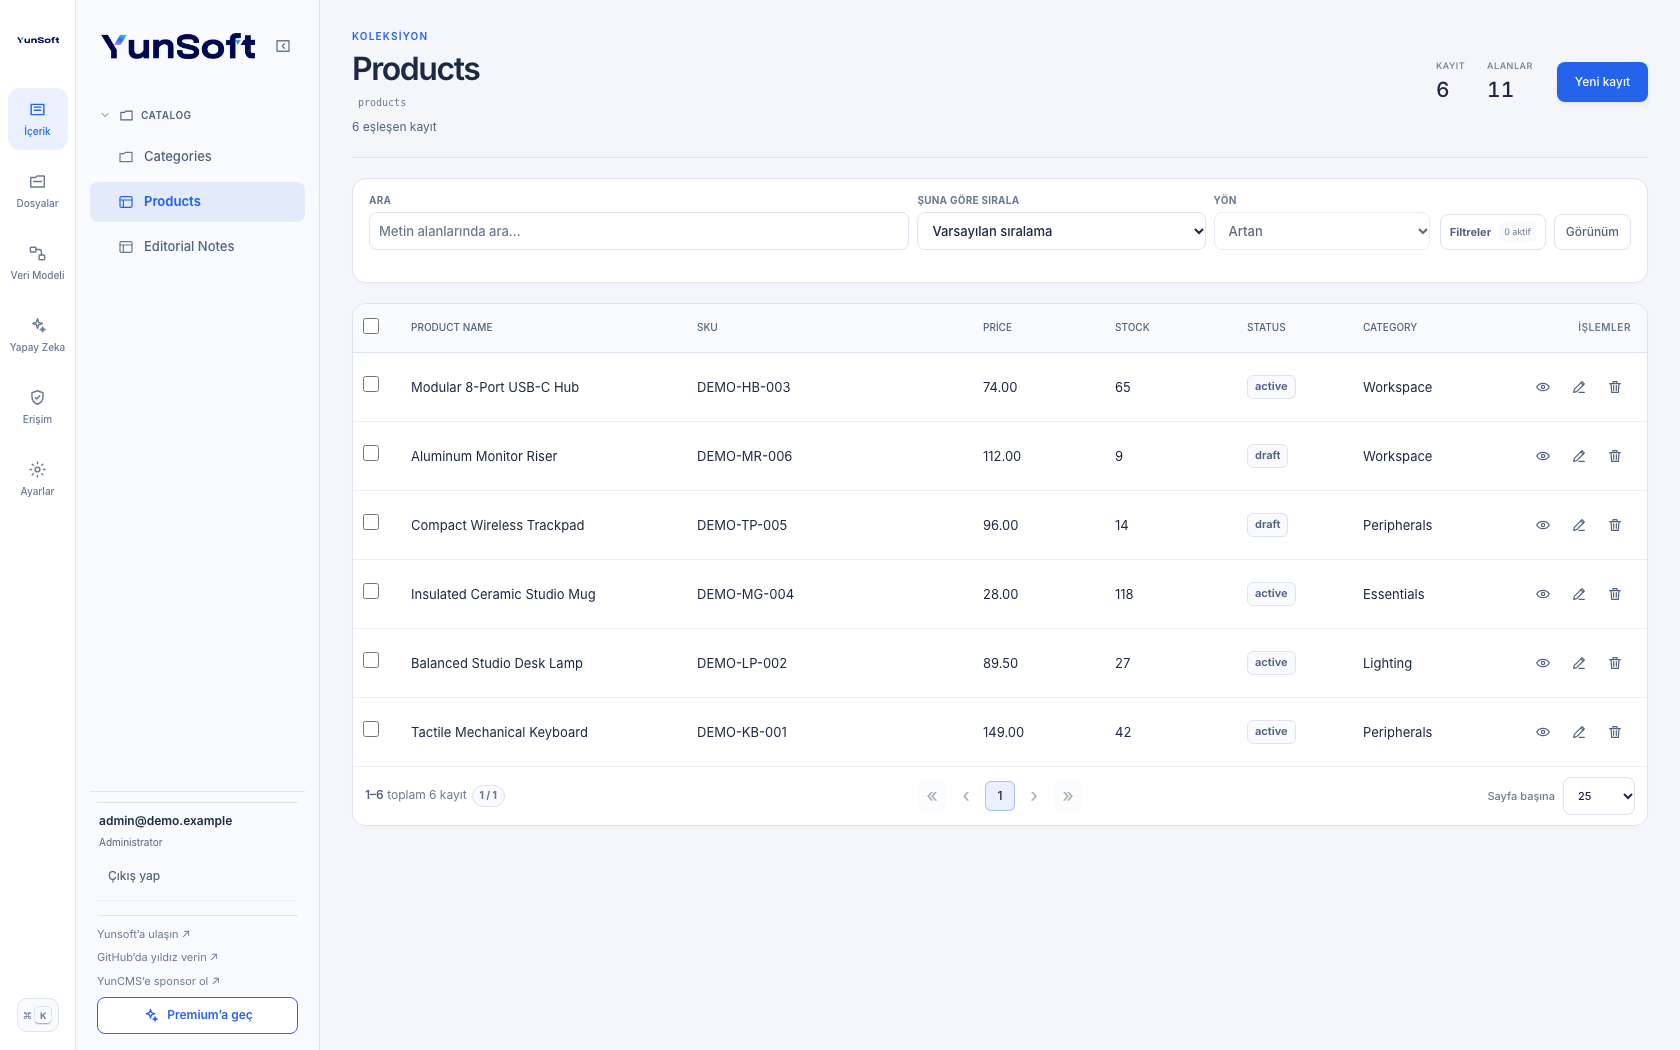 YunSoft
İçerik
Dosyalar
Veri Modeli
Yapay Zeka
Erişim
Ayarlar
⌘ K
YunSoft
CATALOG
Categories
Products
Editorial Notes
admin@demo.example
Administrator
Çıkış yap
Yunsoft’a ulaşın ↗
GitHub’da yıldız verin ↗
YunCMS’e sponsor ol ↗
Premium’a geç
KOLEKSİYON
Products
products
6 eşleşen kayıt
KAYIT ALANLAR
6 11 Yeni kayıt
ARA ŞUNA GÖRE SIRALA YÖN
Metin alanlarında ara... Varsayılan sıralama Artan Filtreler 0 aktif Görünüm
PRODUCT NAME SKU PRİCE STOCK STATUS CATEGORY İŞLEMLER
Modular 8-Port USB-C Hub DEMO-HB-003 74.00 65 active Workspace
Aluminum Monitor Riser DEMO-MR-006 112.00 9 draft Workspace
Compact Wireless Trackpad DEMO-TP-005 96.00 14 draft Peripherals
Insulated Ceramic Studio Mug DEMO-MG-004 28.00 118 active Essentials
Balanced Studio Desk Lamp DEMO-LP-002 89.50 27 active Lighting
Tactile Mechanical Keyboard DEMO-KB-001 149.00 42 active Peripherals
1–6 toplam 6 kayıt 1 / 1 « ‹ 1 › » Sayfa başına 25